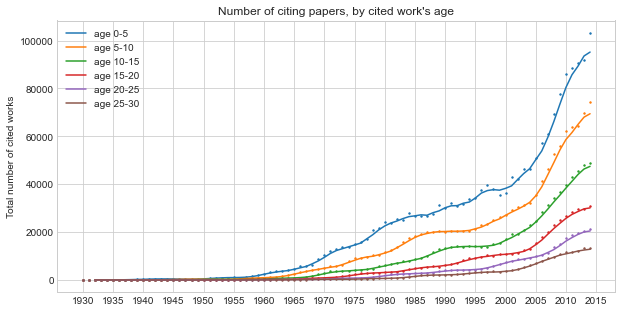 Number of citing papers, by cited work's age
age 0-5
age 5-10
age 10-15
age 15-20
age 20-25
age 25-30
Total number of cited works
100000
80000
60000
40000
20000
0
1930 1935 1940 1945 1950 1955 1960 1965 1970 1975 1980 1985 1990 1995 2000 2005 2010 2015